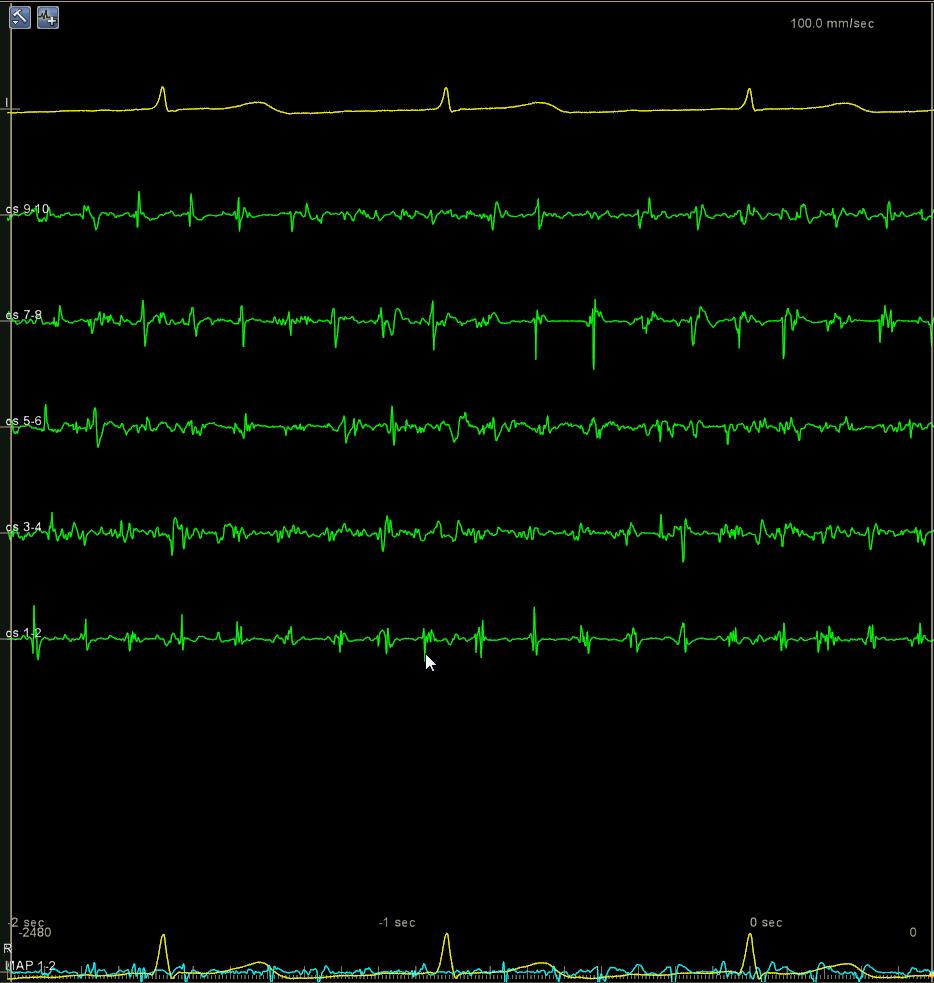 100.0 mm/sec
I
cs 9-10
cs 7-8
cs 5-6
cs 3-4
cs 1-2
-2 sec
-1 sec
0 sec
-2480
0
MAP 1-2